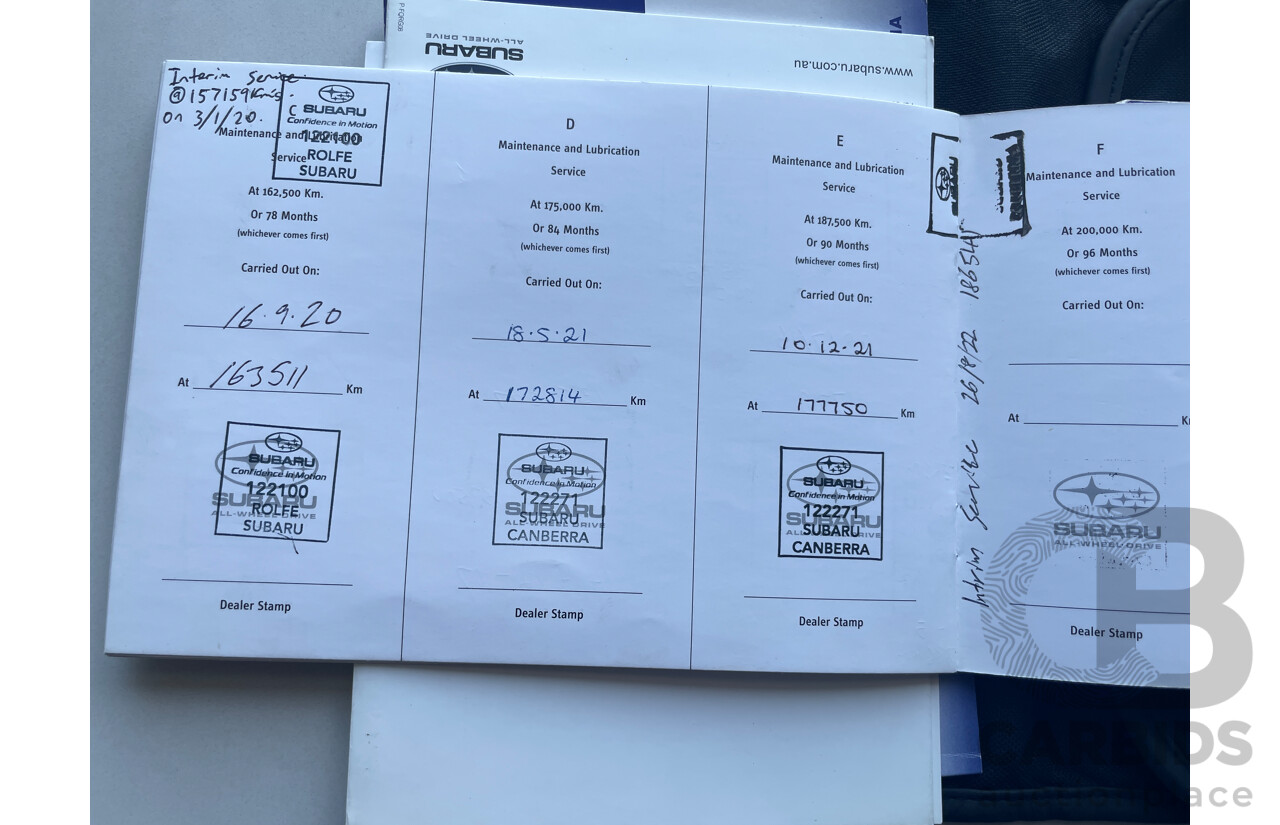 P-FORG08
SUBARU
ALL-WHEEL DRIVE
www.subaru.com.au
Interim Service
@ 157159Km's.
on 3/1/20.
C
Maintenance and Lubrication
Service
SUBARU
Confidence in Motion
122100
ROLFE
SUBARU
At 162,500 Km.
Or 78 Months
(whichever comes first)
Carried Out On:
16.9.20
At 163511 Km
SUBARU
Confidence in Motion
122100
ROLFE
SUBARU
SUBARU
ALL-WHEEL DRIVE
Dealer Stamp
D
Maintenance and Lubrication
Service
At 175,000 Km.
Or 84 Months
(whichever comes first)
Carried Out On:
18.5.21
At 172814 Km
SUBARU
Confidence in Motion
122271
SUBARU
CANBERRA
SUBARU
ALL-WHEEL DRIVE
Dealer Stamp
E
Maintenance and Lubrication
Service
At 187,500 Km.
Or 90 Months
(whichever comes first)
Carried Out On:
10.12.21
At 177750 Km
SUBARU
Confidence in Motion
122271
SUBARU
CANBERRA
SUBARU
ALL-WHEEL DRIVE
Dealer Stamp
Intrim Service 26/8/22
F
Maintenance and Lubrication
Service
At 200,000 Km.
Or 96 Months
(whichever comes first)
Carried Out On:
At
SUBARU
ALL-WHEEL DRIVE
Dealer Stamp
CARBIDS
place